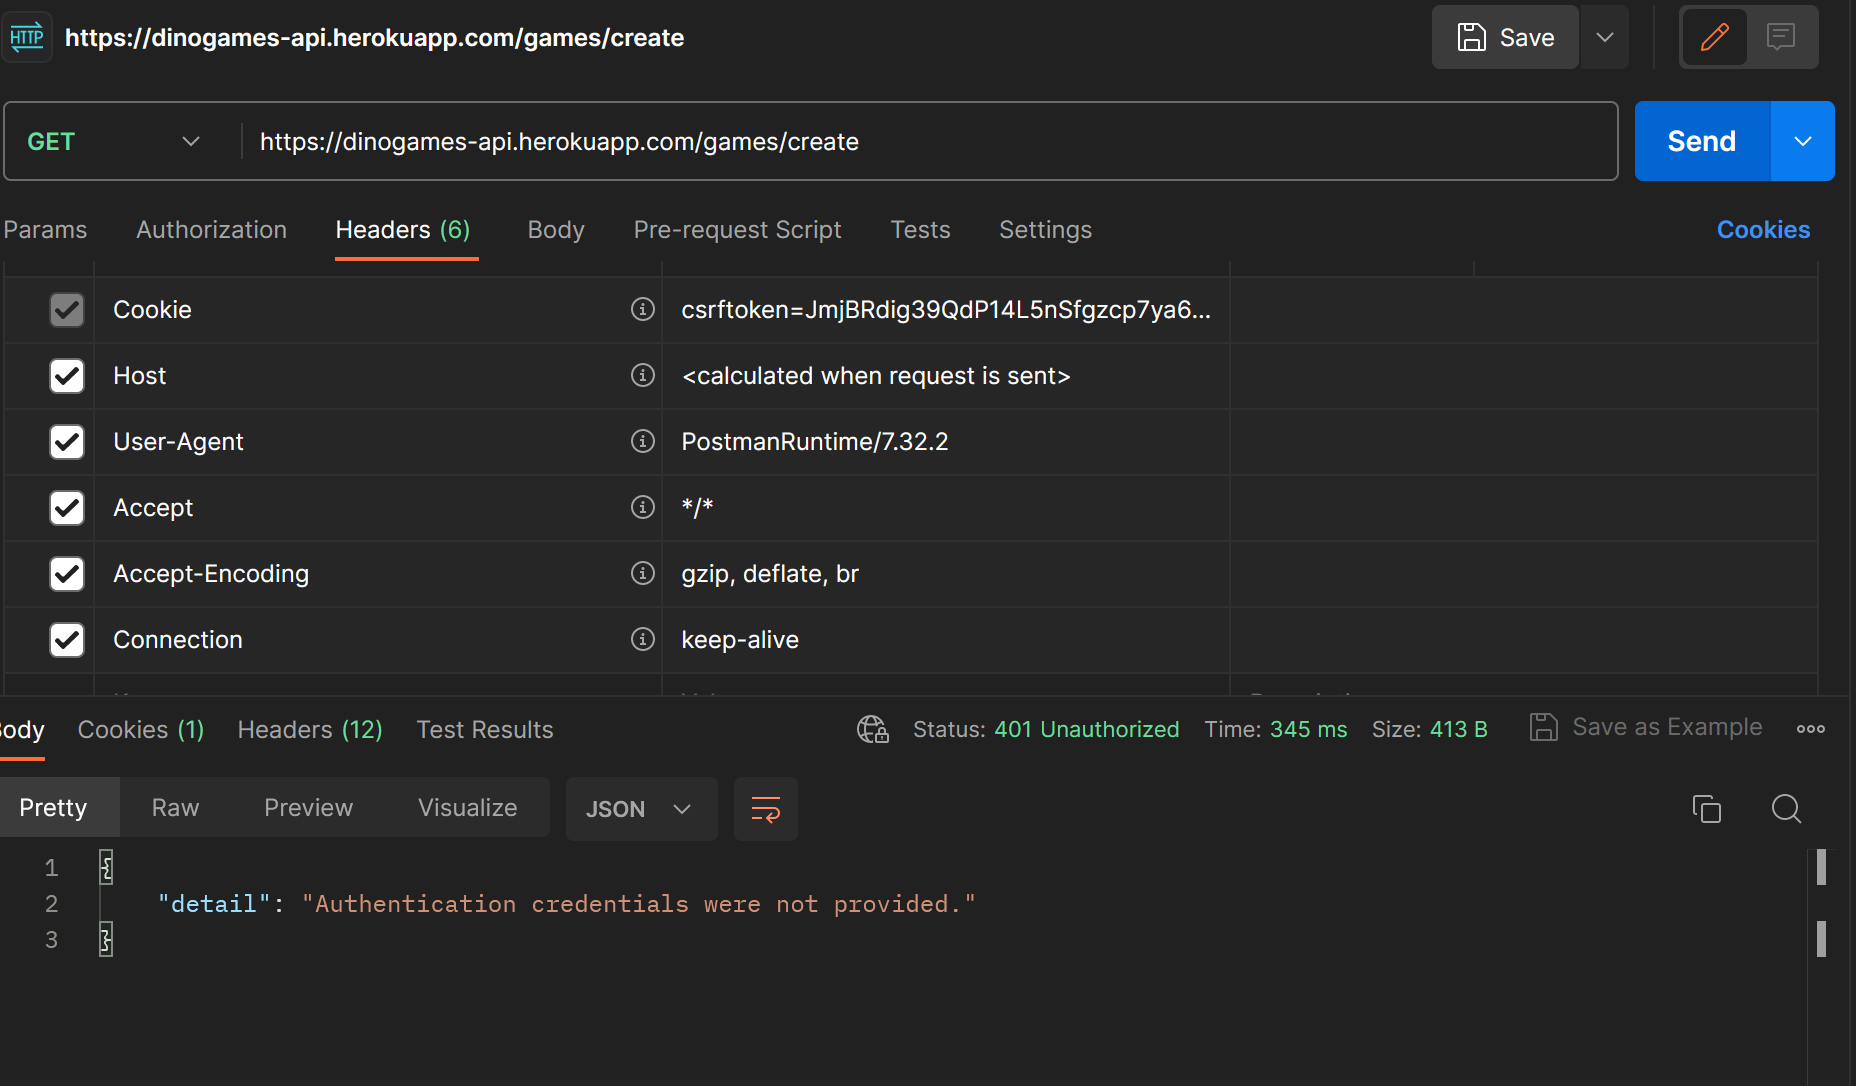 HTTP https://dinogames-api.herokuapp.com/games/create Save
GET https://dinogames-api.herokuapp.com/games/create Send
Params Authorization Headers (6) Body Pre-request Script Tests Settings Cookies
Cookie csrftoken=JmjBRdig39QdP14L5nSfgzcp7ya6...
Host <calculated when request is sent>
User-Agent PostmanRuntime/7.32.2
Accept */*
Accept-Encoding gzip, deflate, br
Connection keep-alive
ody Cookies (1) Headers (12) Test Results Status: 401 Unauthorized Time: 345 ms Size: 413 B Save as Example
Pretty Raw Preview Visualize JSON
1 {
2 "detail": "Authentication credentials were not provided."
3 }